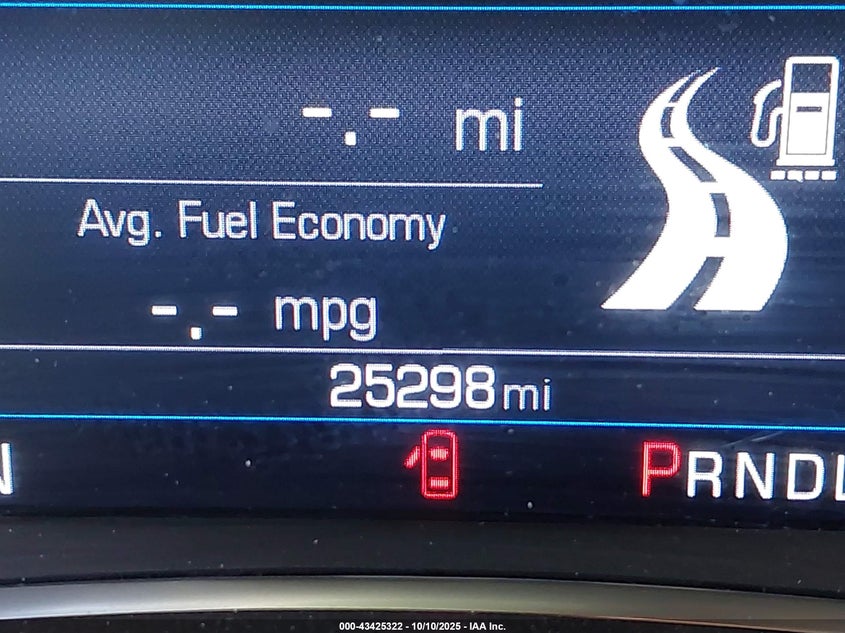 -.- mi
Avg. Fuel Economy
-.- mpg
25298 mi
N
PRNDL
000-43425322 - 10/10/2025 - IAA Inc.